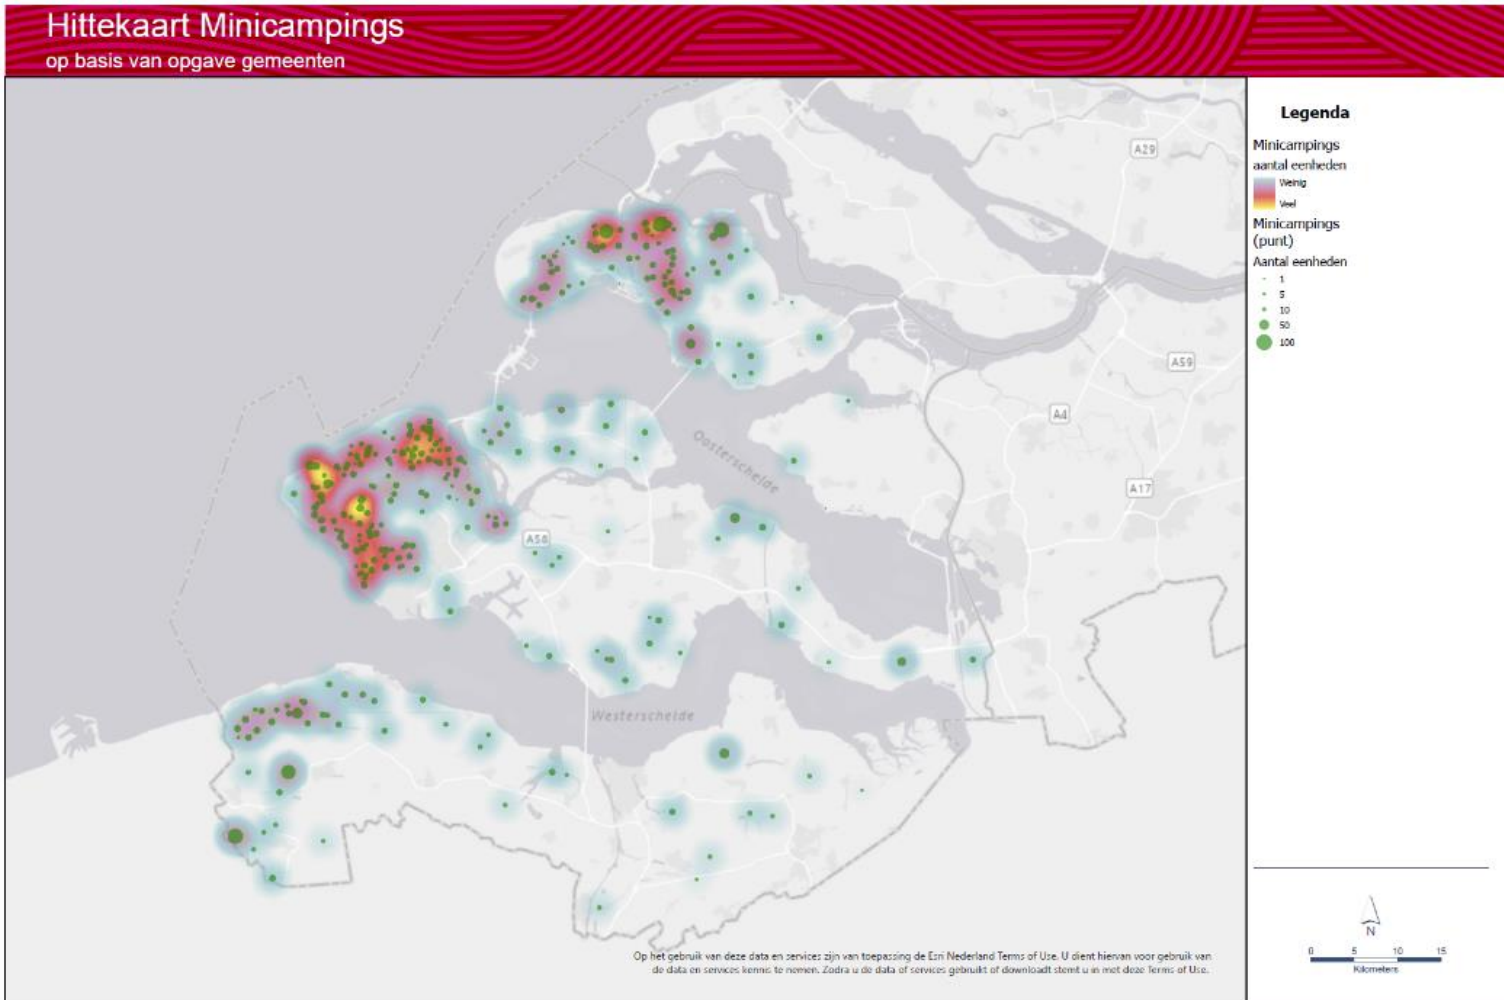 Hittekaart Minicampings
op basis van opgave gemeenten
A29
A59
A4
A17
Oosterschelde
A58
Westerschelde
Legenda
Minicampings
aantal eenheden
Weinig
Veel
Minicampings
(punt)
Aantal eenheden
1
5
10
50
100
N
0 5 10 15
Kilometers
Op het gebruik van deze data en services zijn van toepassing de Esri Nederland Terms of Use. U dient hiervan voor gebruik van
de data en services kennis te nemen. Zodra u de data of services gebruikt of downloadt stemt u in met deze Terms of Use.